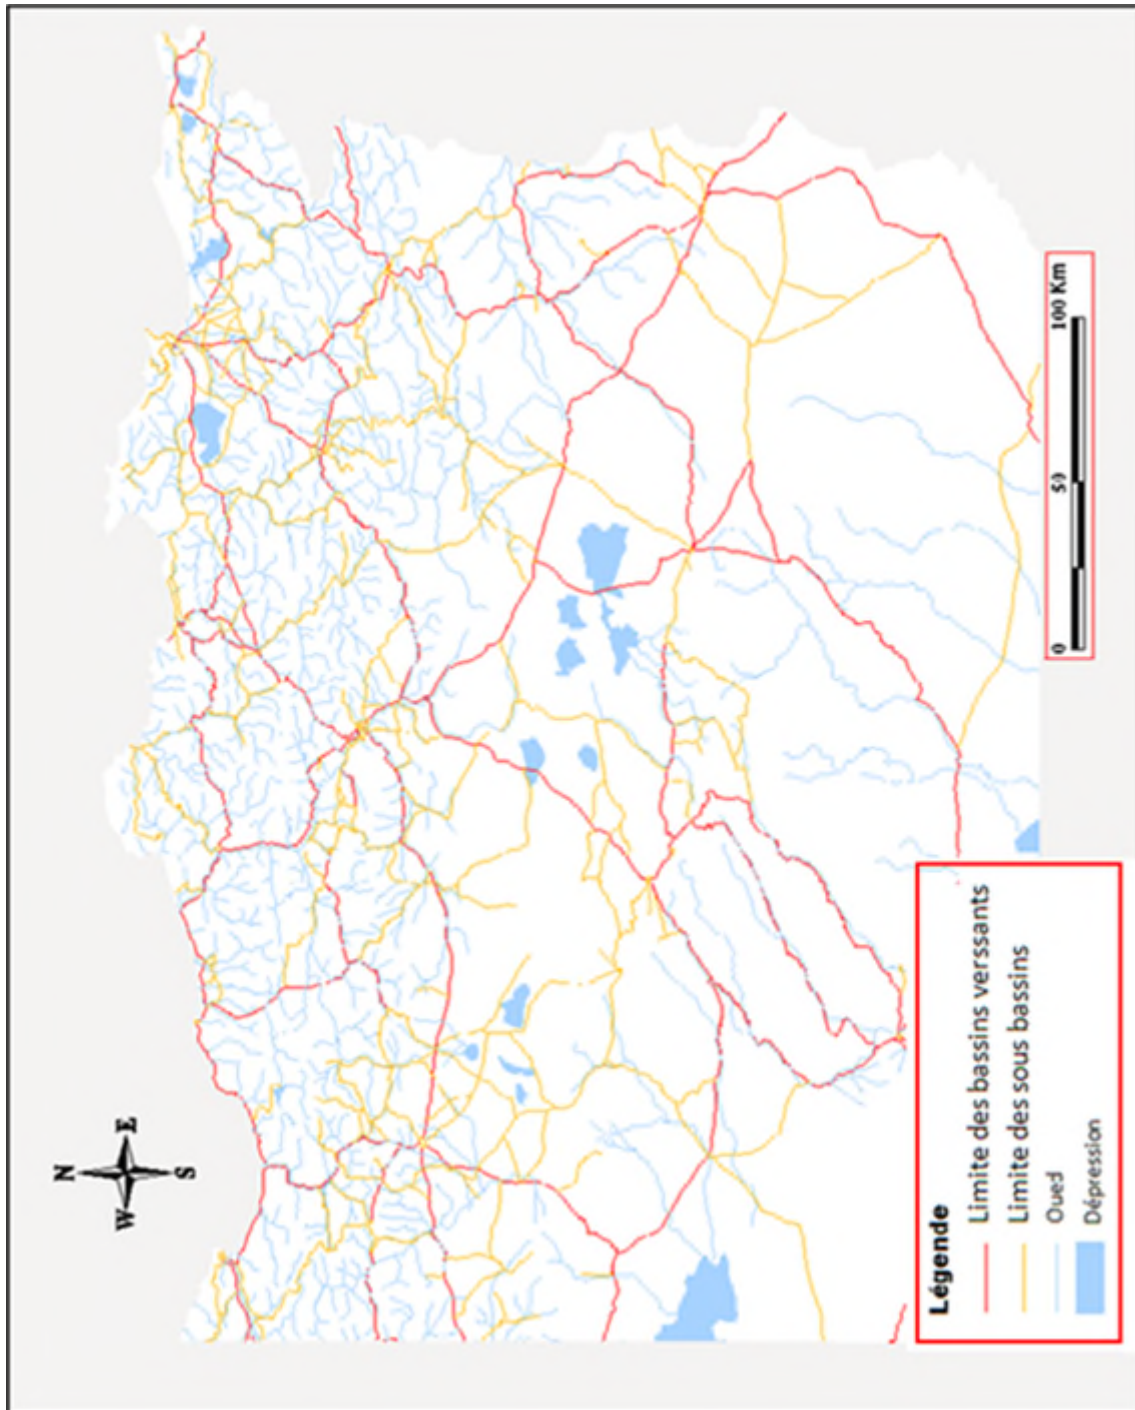 N
W E
S
0 50 100 Km
Légende
Limite des bassins verssants
Limite des sous bassins
Oued
Dépression